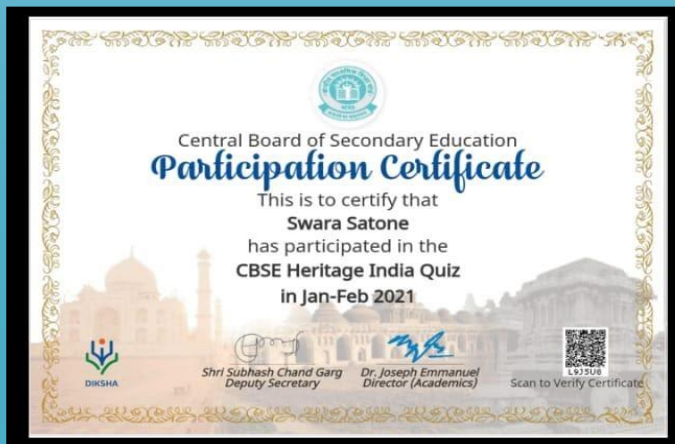 Central Board of Secondary Education
Participation Certificate
This is to certify that
Swara Satone
has participated in the
CBSE Heritage India Quiz
in Jan-Feb 2021
DIKSHA
Shri Subhash Chand Garg
Deputy Secretary
Dr. Joseph Emmanuel
Director (Academics)
L9J5U8
Scan to Verify Certificate